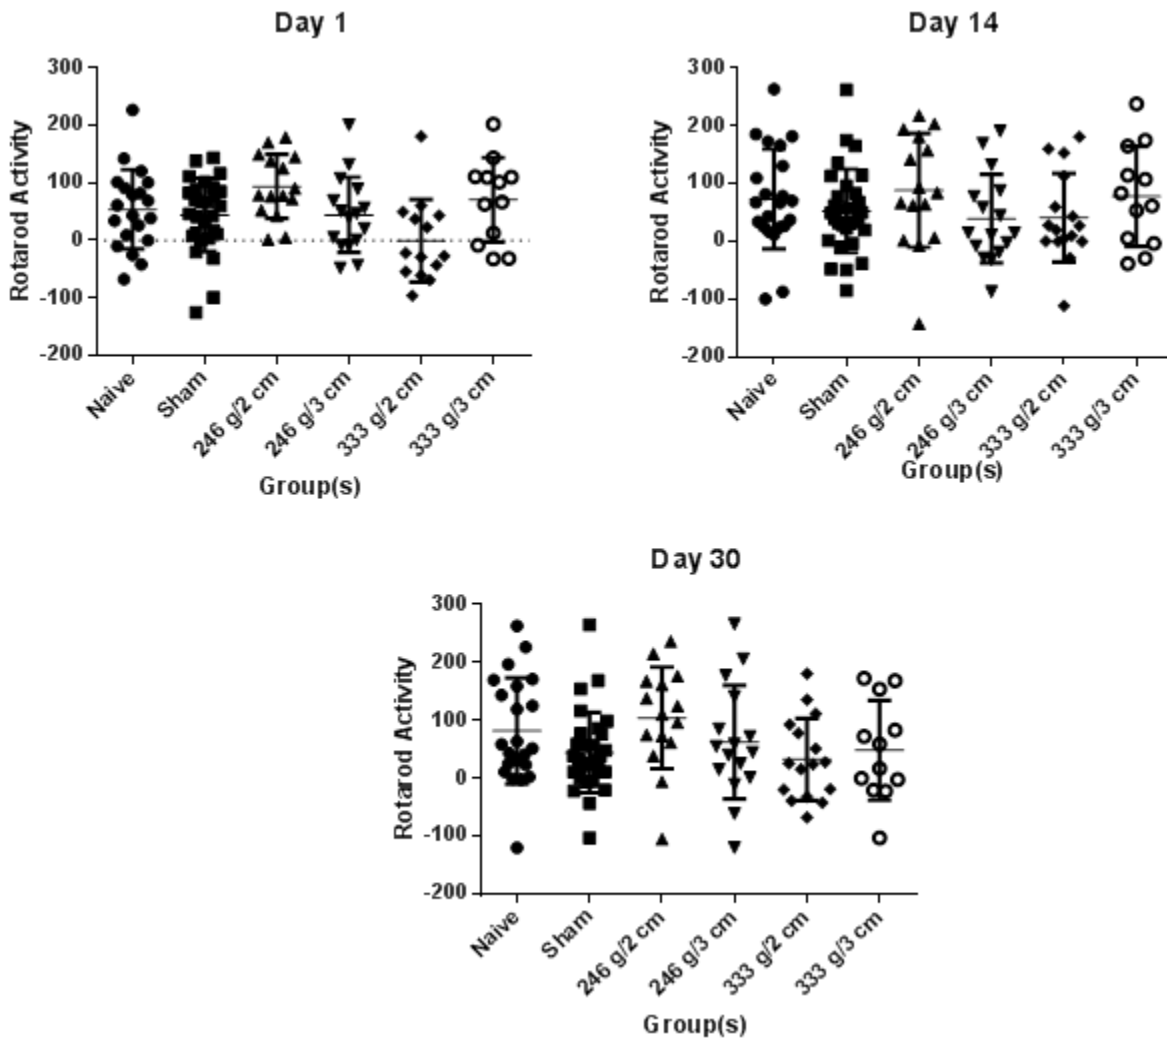 Day 1
300
200
100
0
-100
-200
Rotarod Activity
Naive
Sham
246 g/2 cm
246 g/3 cm
333 g/2 cm
333 g/3 cm
Group(s)
Day 14
300
200
100
0
-100
-200
Rotarod Activity
Naive
Sham
246 g/2 cm
246 g/3 cm
333 g/2 cm
333 g/3 cm
Group(s)
Day 30
300
200
100
0
-100
-200
Rotarod Activity
Naive
Sham
246 g/2 cm
246 g/3 cm
333 g/2 cm
333 g/3 cm
Group(s)